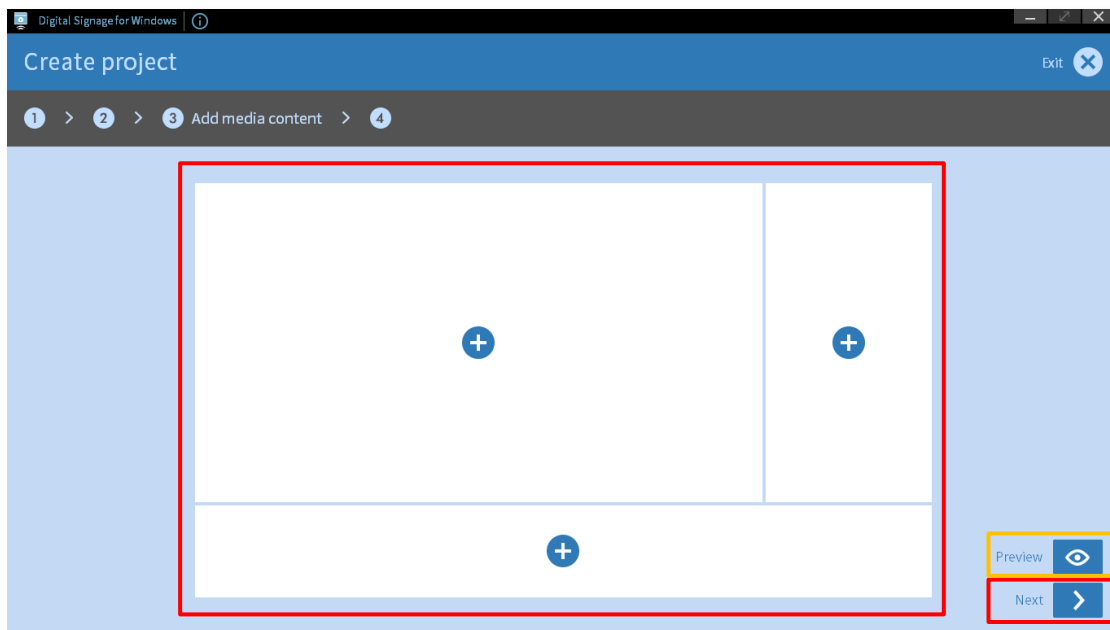 Digital Signage for Windows
Create project
Exit
1 > 2 > 3 Add media content > 4
Preview
Next